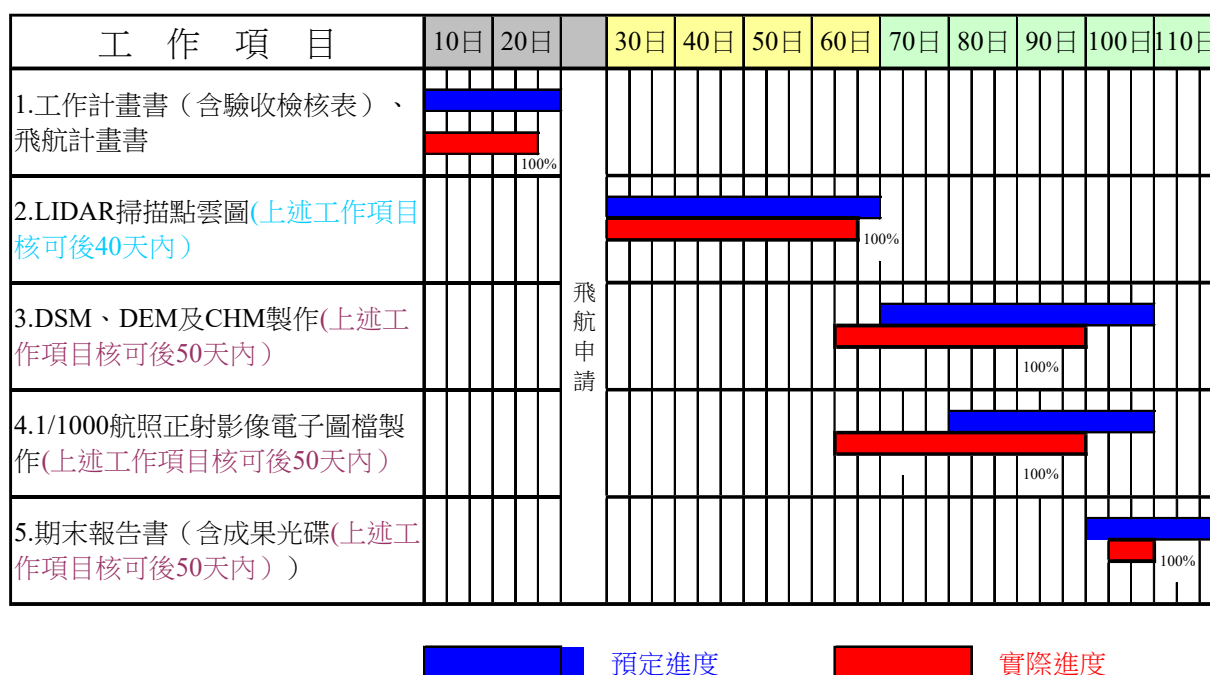 工 作 項 目
10日 20日 30日 40日 50日 60日 70日 80日 90日 100日 110日
1.工作計畫書（含驗收檢核表）、
飛航計畫書
100%
2.LIDAR掃描點雲圖(上述工作項目
核可後40天內）
100%
飛航申請
3.DSM、DEM及CHM製作(上述工
作項目核可後50天內）
100%
4.1/1000航照正射影像電子圖檔製
作(上述工作項目核可後50天內）
100%
5.期末報告書（含成果光碟(上述工
作項目核可後50天內））
100%
預定進度
實際進度